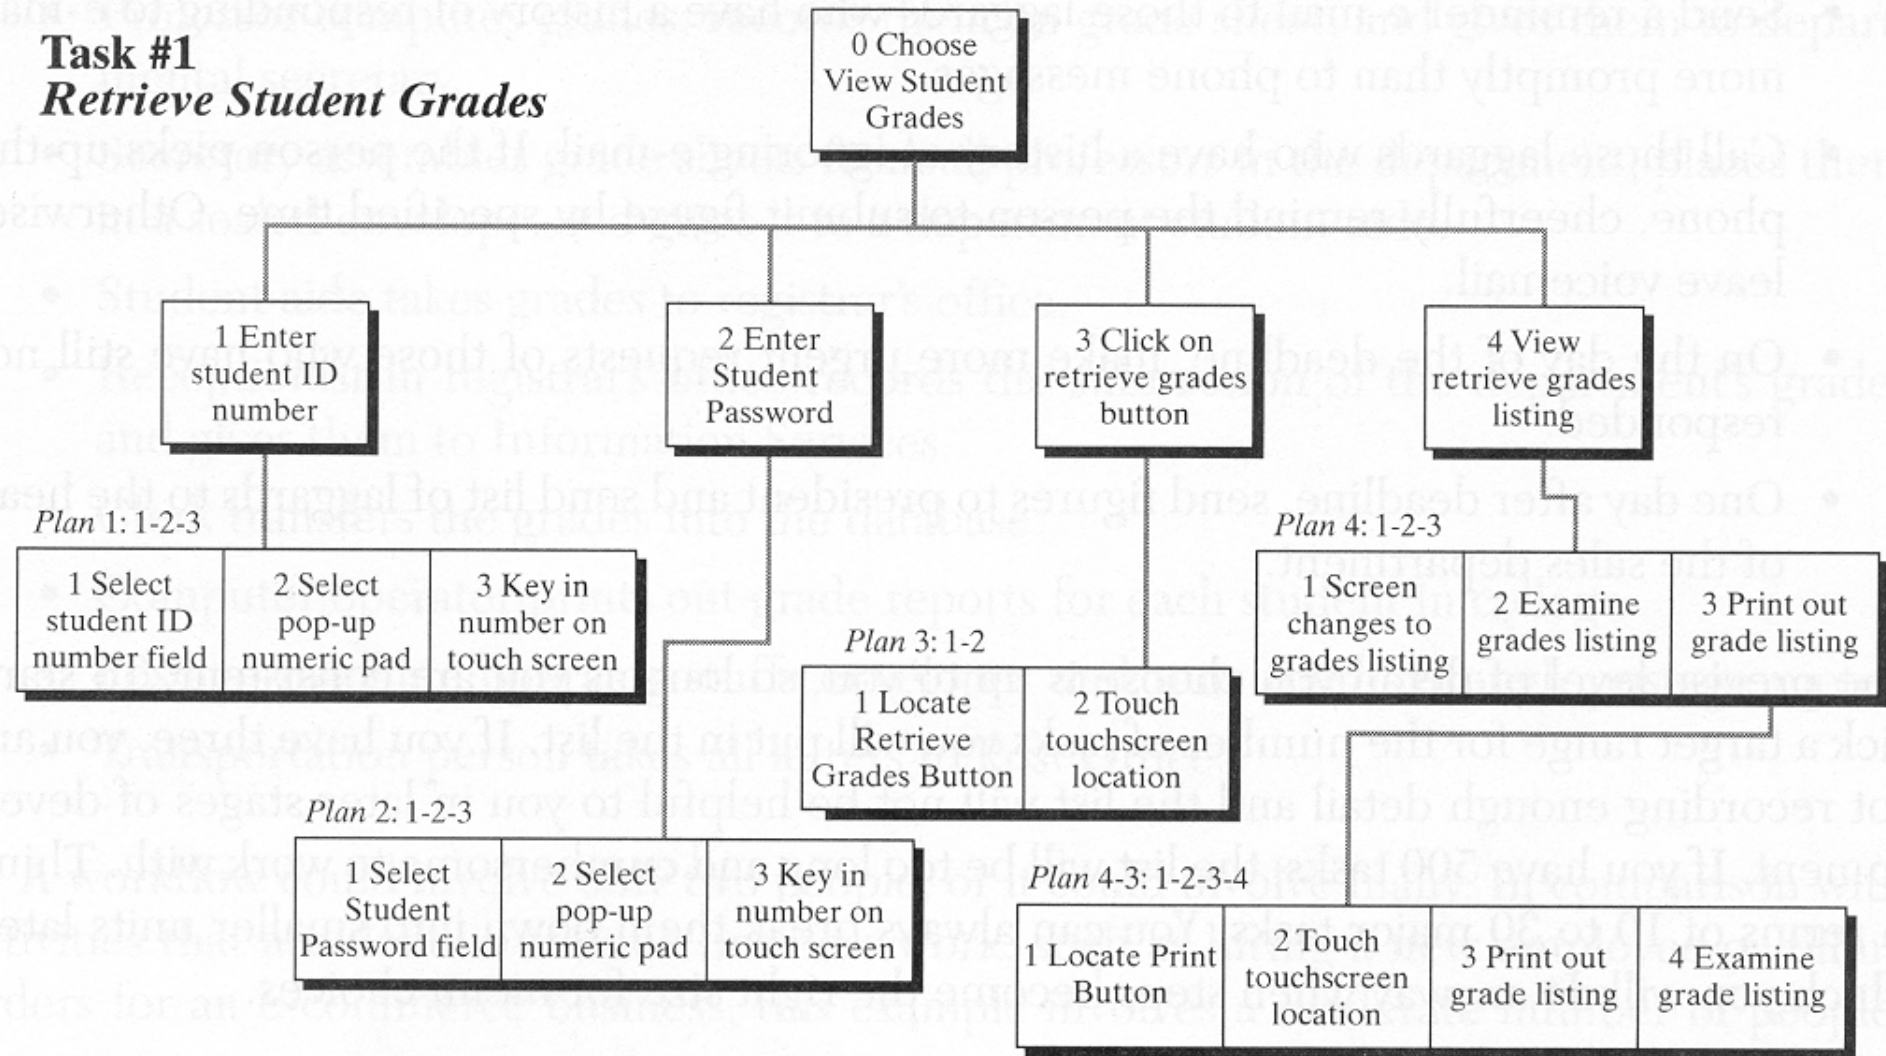 Task #1
Retrieve Student Grades
0 Choose
View Student
Grades
1 Enter
student ID
number
2 Enter
Student
Password
3 Click on
retrieve grades
button
4 View
retrieve grades
listing
Plan 1: 1-2-3
1 Select
student ID
number field
2 Select
pop-up
numeric pad
3 Key in
number on
touch screen
Plan 2: 1-2-3
1 Select
Student
Password field
2 Select
pop-up
numeric pad
3 Key in
number on
touch screen
Plan 3: 1-2
1 Locate
Retrieve
Grades Button
2 Touch
touchscreen
location
Plan 4: 1-2-3
1 Screen
changes to
grades listing
2 Examine
grades listing
3 Print out
grade listing
Plan 4-3: 1-2-3-4
1 Locate Print
Button
2 Touch
touchscreen
location
3 Print out
grade listing
4 Examine
grade listing